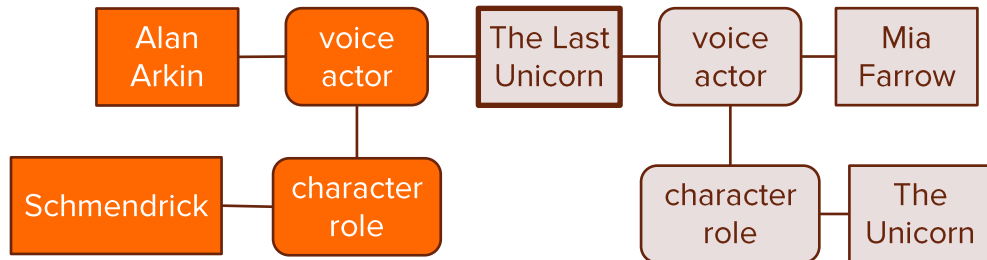 Alan
Arkin
voice
actor
The Last
Unicorn
voice
actor
Mia
Farrow
Schmendrick
character
role
character
role
The
Unicorn